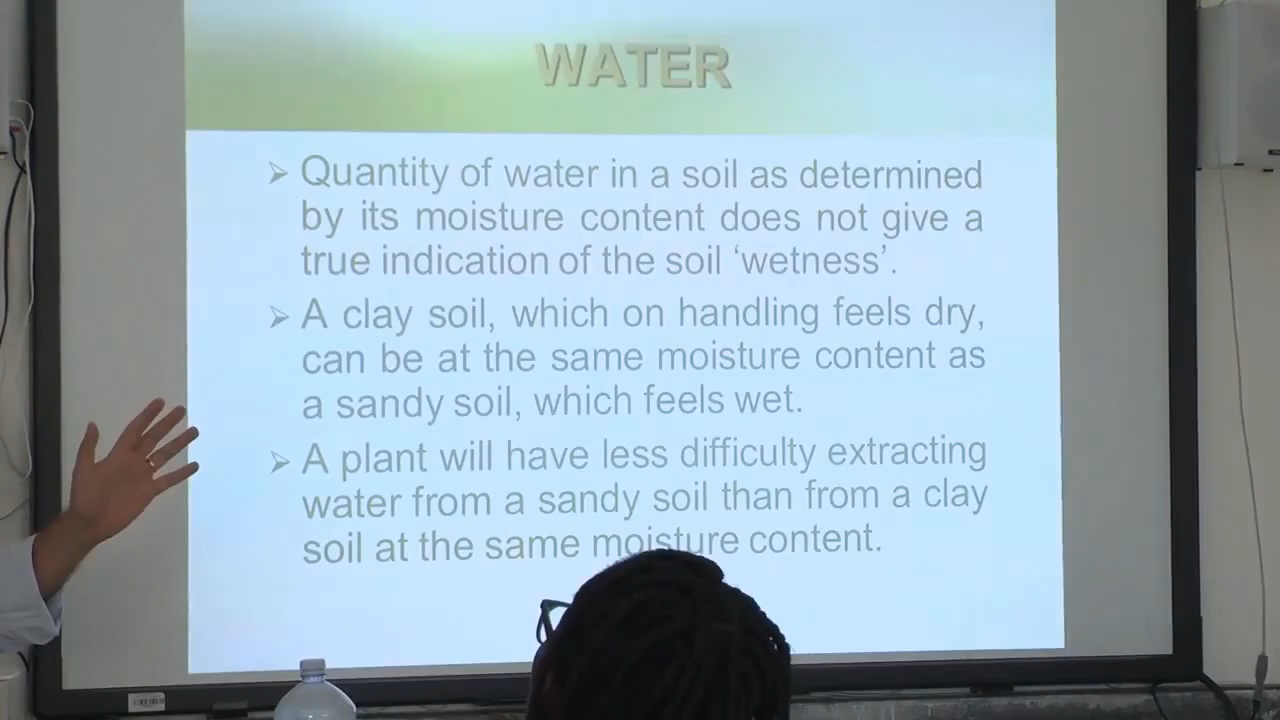 WATER
➢ Quantity of water in a soil as determined
by its moisture content does not give a
true indication of the soil ‘wetness’.
➢ A clay soil, which on handling feels dry,
can be at the same moisture content as
a sandy soil, which feels wet.
➢ A plant will have less difficulty extracting
water from a sandy soil than from a clay
soil at the same moisture content.